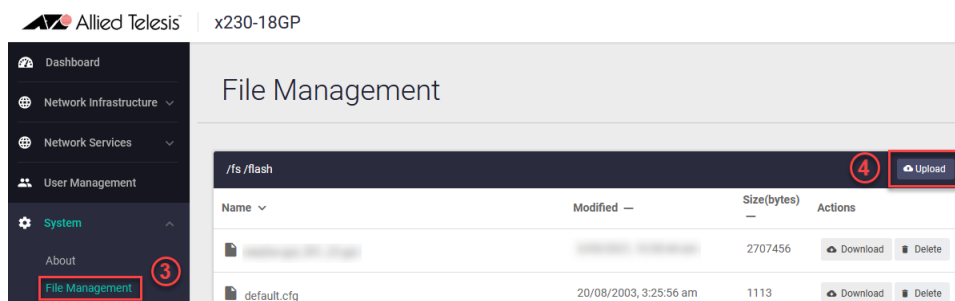 Allied Telesis x230-18GP
Dashboard
Network Infrastructure
Network Services
User Management
System
About
3
File Management
File Management
/fs /flash
4
Upload
Name Modified Size(bytes) Actions
2707456 Download Delete
default.cfg 20/08/2003, 3:25:56 am 1113 Download Delete